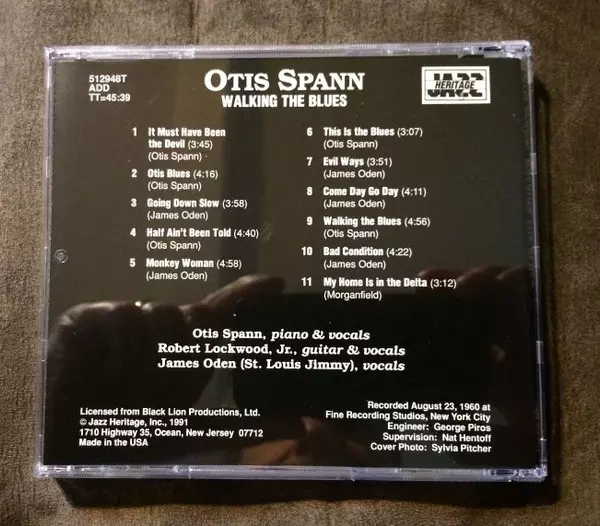 512948T
ADD
TT=45:39
OTIS SPANN
WALKING THE BLUES
JAZZ
HERITAGE
1 It Must Have Been
the Devil (3:45)
(Otis Spann)
2 Otis Blues (4:16)
(Otis Spann)
3 Going Down Slow (3:58)
(James Oden)
4 Half Ain't Been Told (4:40)
(Otis Spann)
5 Monkey Woman (4:58)
(James Oden)
6 This Is the Blues (3:07)
(Otis Spann)
7 Evil Ways (3:51)
(James Oden)
8 Come Day Go Day (4:11)
(James Oden)
9 Walking the Blues (4:56)
(Otis Spann)
10 Bad Condition (4:22)
(James Oden)
11 My Home Is in the Delta (3:12)
(Morganfield)
Otis Spann, piano & vocals
Robert Lockwood, Jr., guitar & vocals
James Oden (St. Louis Jimmy), vocals
Licensed from Black Lion Productions, Ltd.
© Jazz Heritage, Inc., 1991
1710 Highway 35, Ocean, New Jersey 07712
Made in the USA
Recorded August 23, 1960 at
Fine Recording Studios, New York City
Engineer: George Piros
Supervision: Nat Hentoff
Cover Photo: Sylvia Pitcher